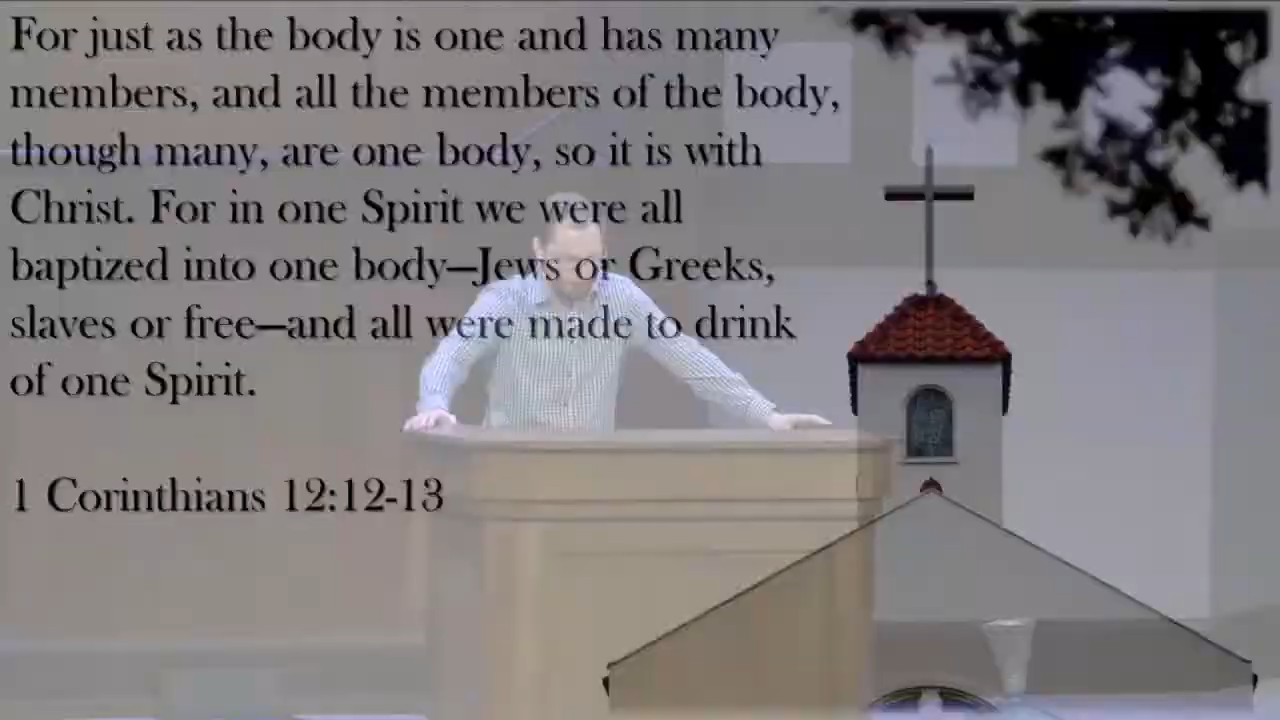 For just as the body is one and has many
members, and all the members of the body,
though many, are one body, so it is with
Christ. For in one Spirit we were all
baptized into one body—Jews or Greeks,
slaves or free—and all were made to drink
of one Spirit.
1 Corinthians 12:12-13